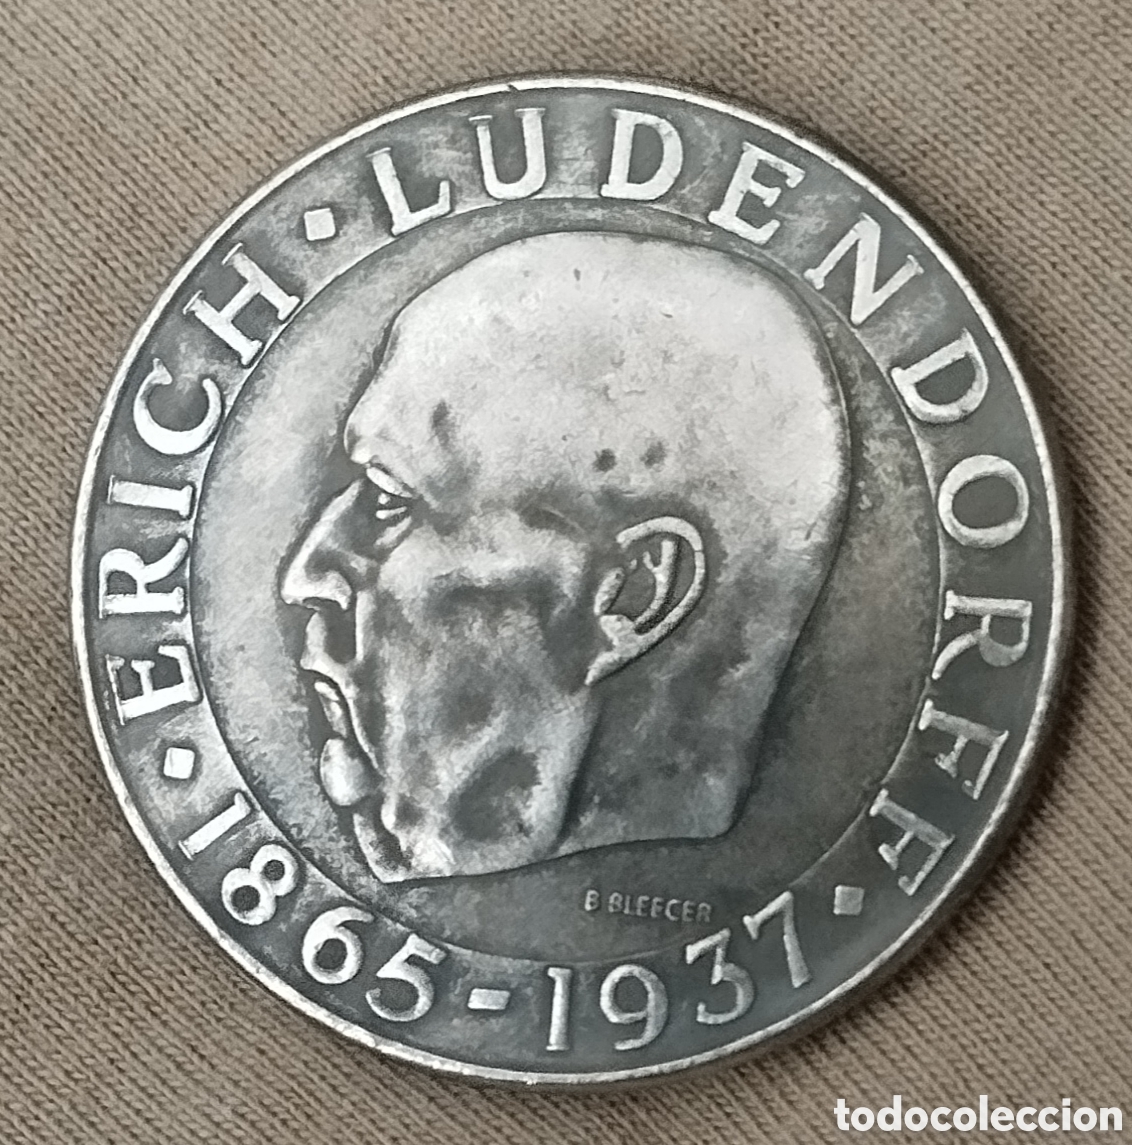 · ERICH · LUDENDORFF ·
1865-1937
B BLEECER
todocoleccion